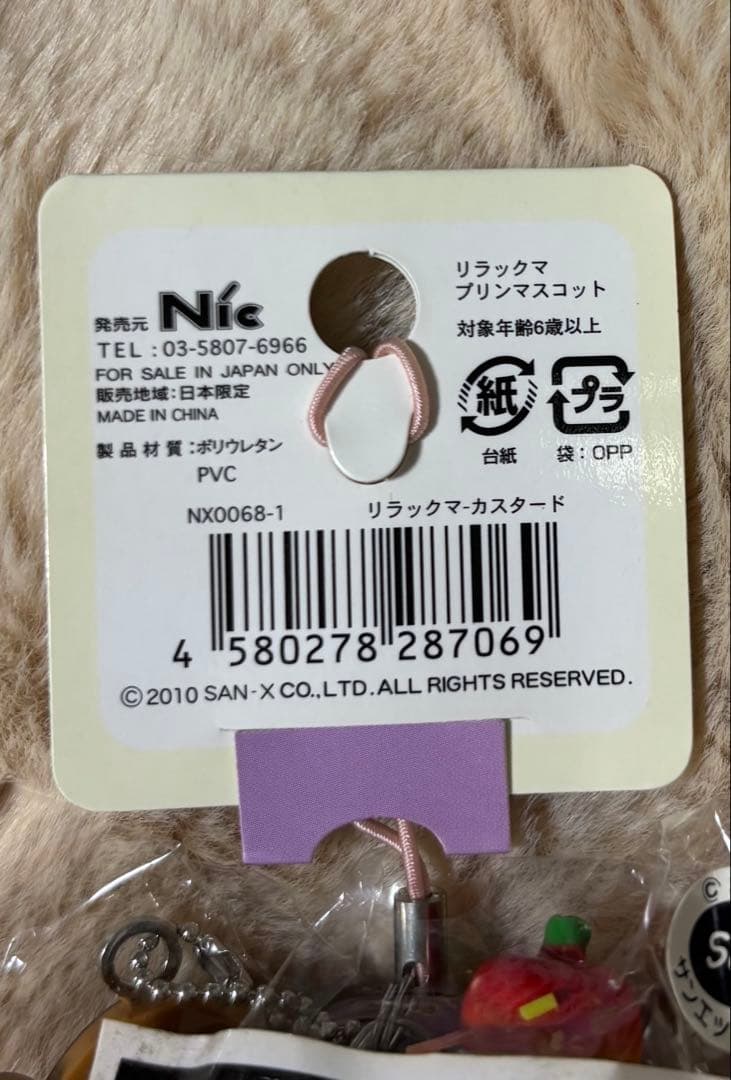 発売元 Nic
TEL : 03-5807-6966
FOR SALE IN JAPAN ONLY
販売地域:日本限定
MADE IN CHINA
製品材質:ポリウレタン
PVC
リラックマ
プリンマスコット
対象年齢6歳以上
紙
台紙
プラ
袋:OPP
NX0068-1
リラックマ-カスタード
4 580278 287069
©2010 SAN-X CO.,LTD. ALL RIGHTS RESERVED.
©
S
サンエッ